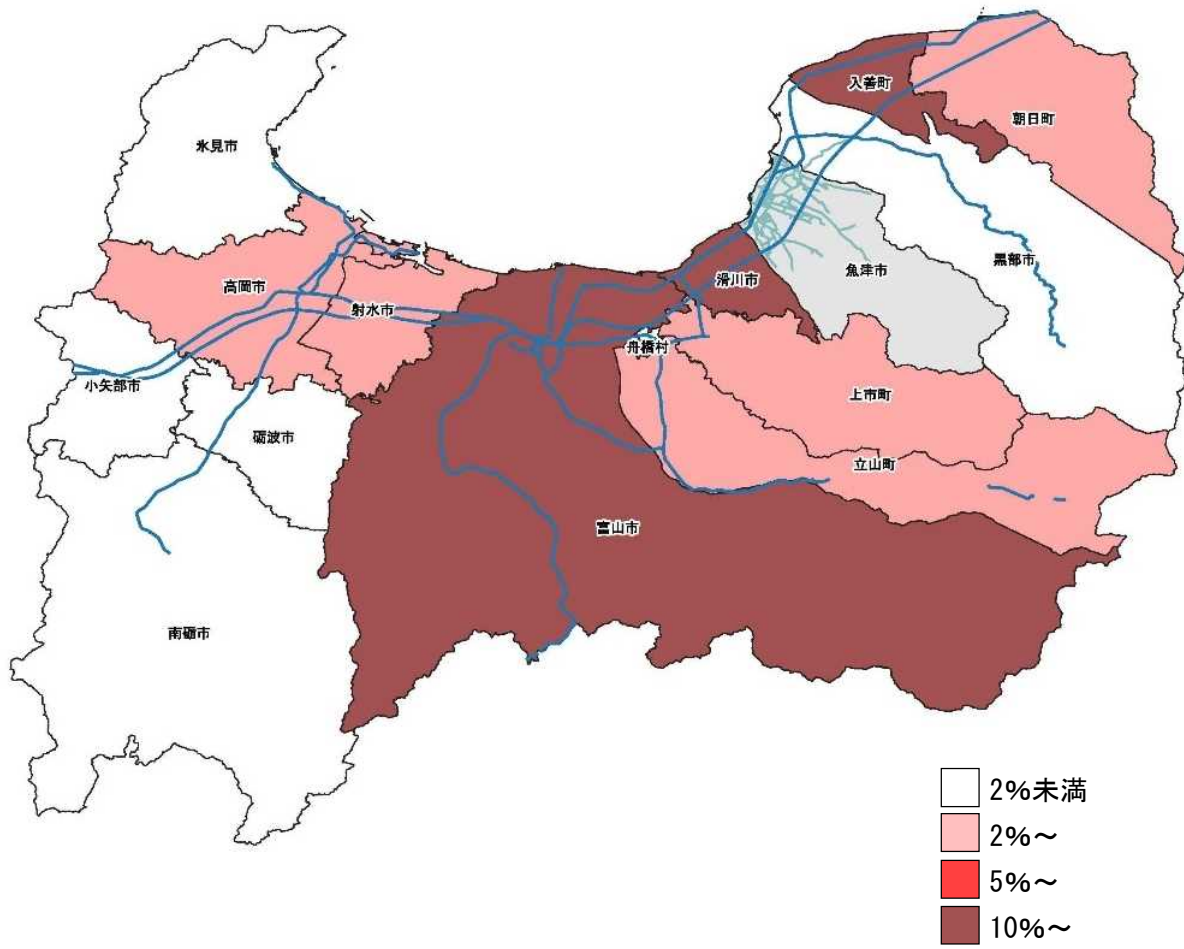 入善町
朝日町
氷見市
黒部市
魚津市
滑川市
高岡市
射水市
舟橋村
小矢部市
上市町
砺波市
立山町
富山市
南砺市
2%未満
2%～
5%～
10%～